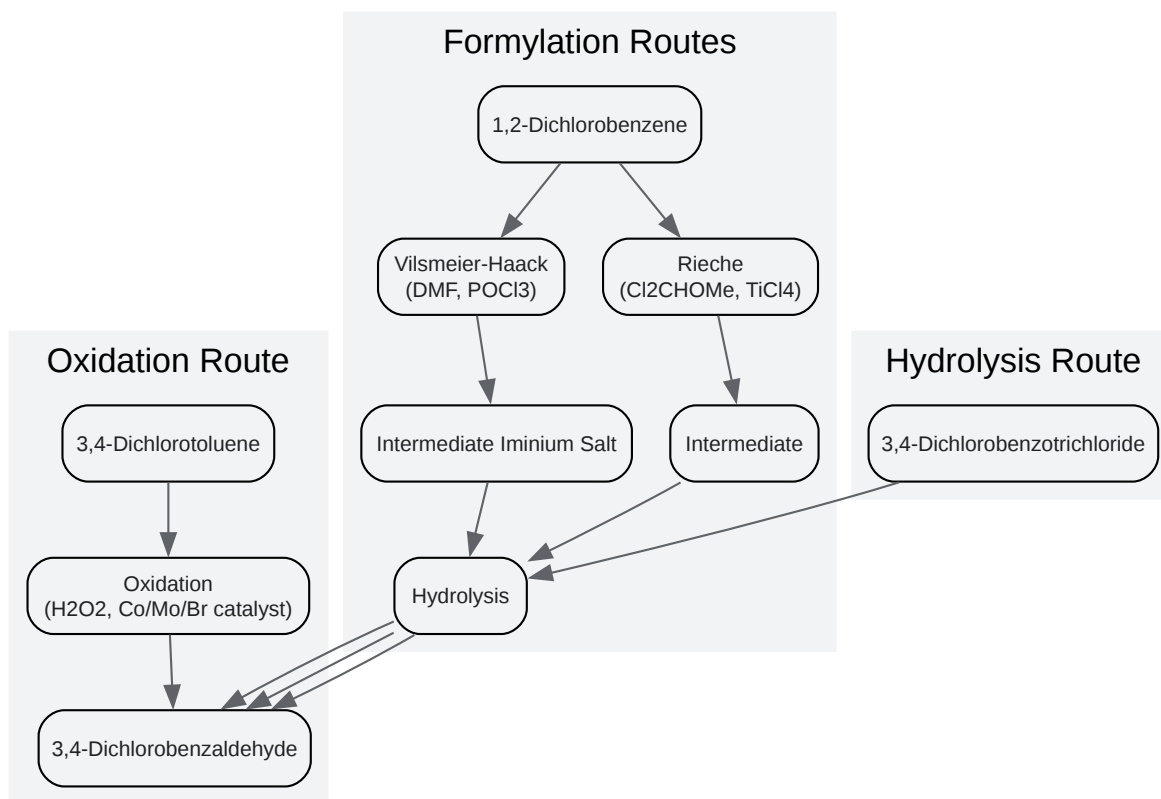 Formylation Routes
1,2-Dichlorobenzene
Vilsmeier-Haack
(DMF, POCl3)
Rieche
(Cl2CHOMe, TiCl4)
Oxidation Route
Hydrolysis Route
3,4-Dichlorotoluene
Intermediate Iminium Salt
Intermediate
3,4-Dichlorobenzotrichloride
Oxidation
(H2O2, Co/Mo/Br catalyst)
Hydrolysis
3,4-Dichlorobenzaldehyde